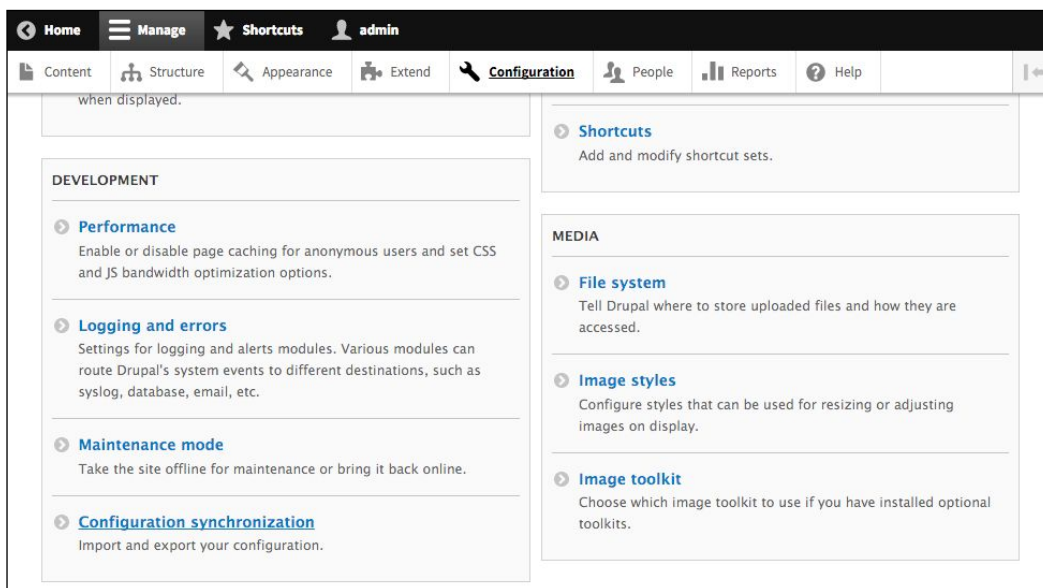 Home Manage Shortcuts admin
Content Structure Appearance Extend Configuration People Reports Help
when displayed.
DEVELOPMENT
Performance
Enable or disable page caching for anonymous users and set CSS
and JS bandwidth optimization options.
Logging and errors
Settings for logging and alerts modules. Various modules can
route Drupal's system events to different destinations, such as
syslog, database, email, etc.
Maintenance mode
Take the site offline for maintenance or bring it back online.
Configuration synchronization
Import and export your configuration.
Shortcuts
Add and modify shortcut sets.
MEDIA
File system
Tell Drupal where to store uploaded files and how they are
accessed.
Image styles
Configure styles that can be used for resizing or adjusting
images on display.
Image toolkit
Choose which image toolkit to use if you have installed optional
toolkits.